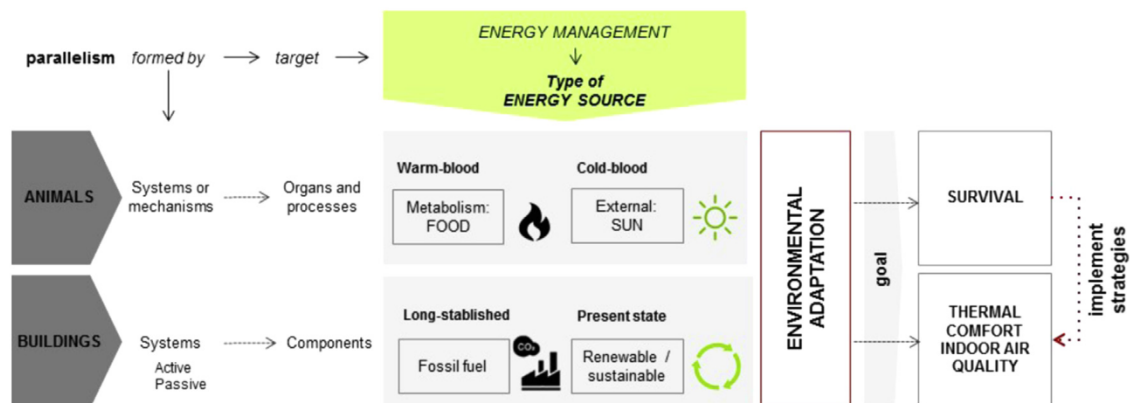 parallelism formed by target
ENERGY MANAGEMENT
Type of
ENERGY SOURCE
ANIMALS
Systems or
mechanisms
Organs and
processes
Warm-blood
Metabolism:
FOOD
Cold-blood
External:
SUN
BUILDINGS
Systems
Active
Passive
Components
Long-stablished
Fossil fuel
CO₂
Present state
Renewable /
sustainable
ENVIRONMENTAL
ADAPTATION
goal
SURVIVAL
THERMAL
COMFORT
INDOOR AIR
QUALITY
implement
strategies